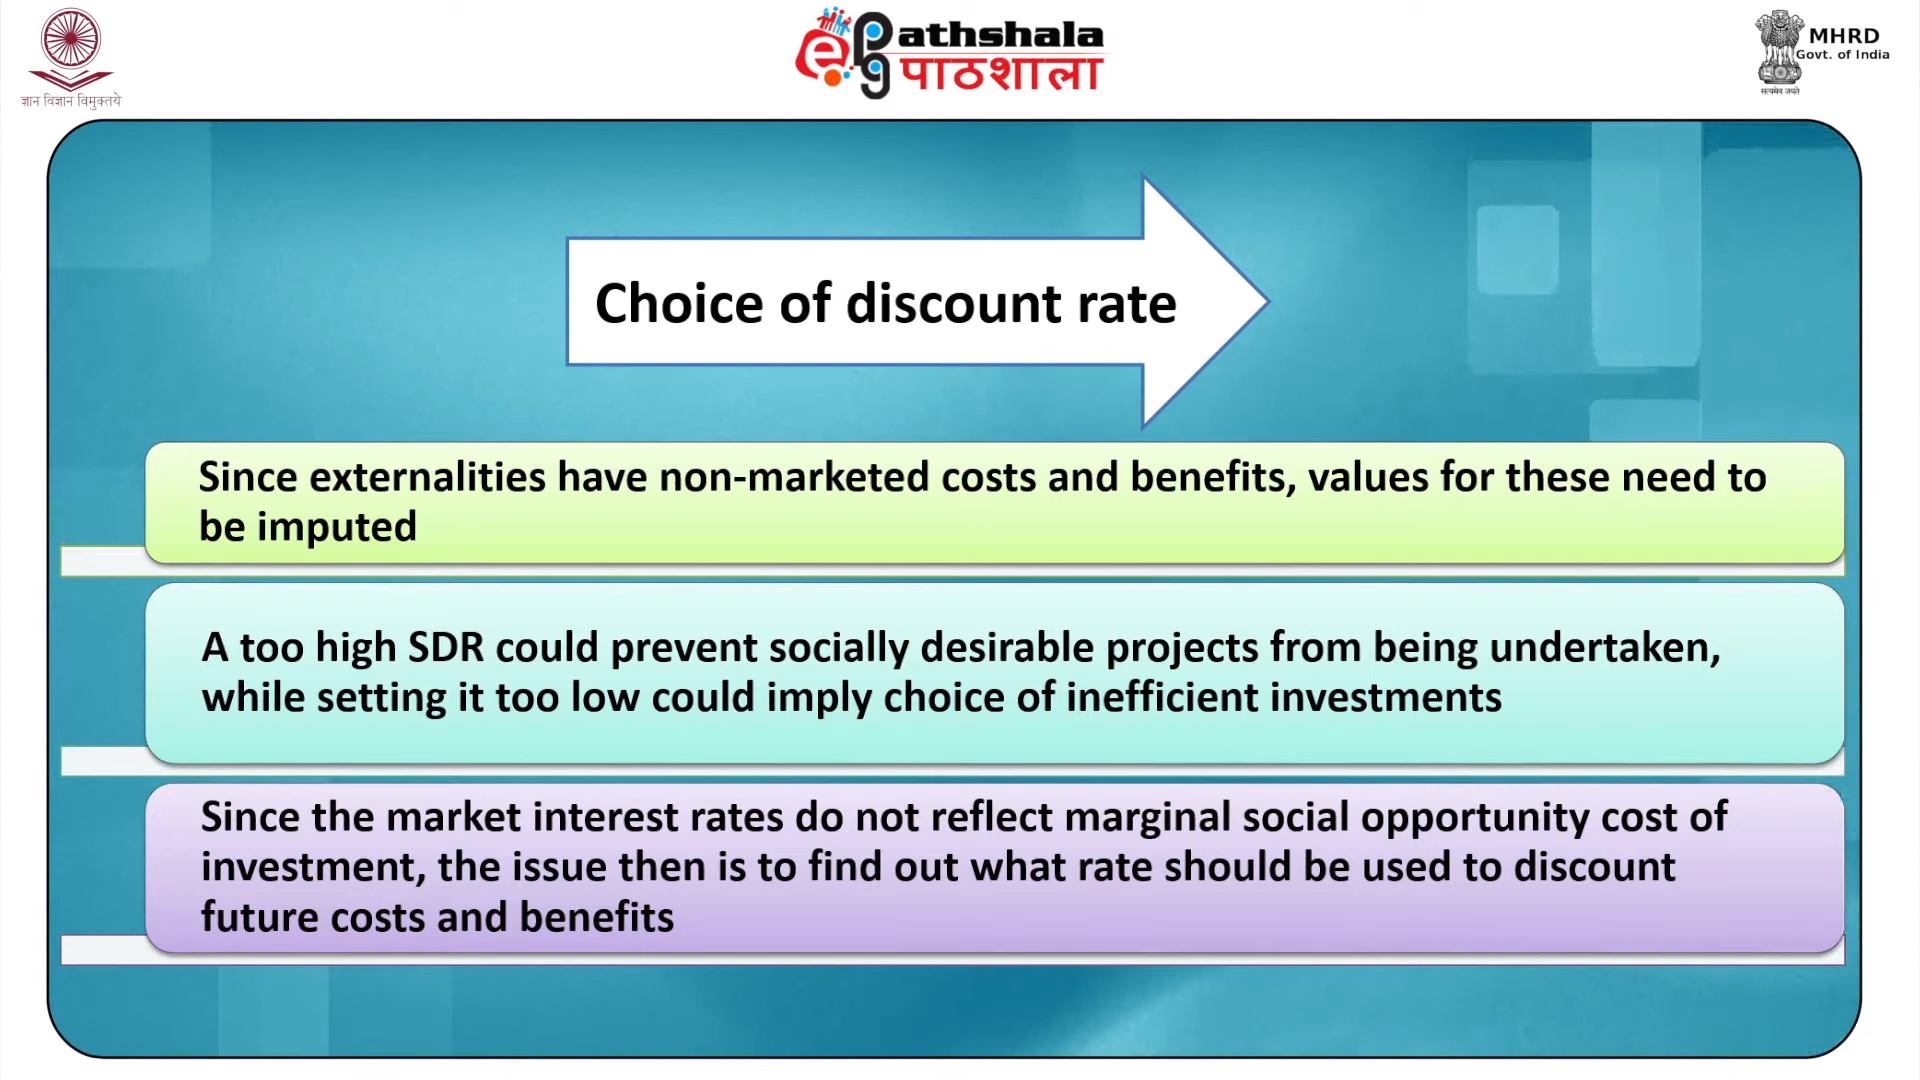 ज्ञान विज्ञान विमुक्तये
e PG athshala
पाठशाला
MHRD
Govt. of India
सत्यमेव जयते
Choice of discount rate
Since externalities have non-marketed costs and benefits, values for these need to
be imputed
A too high SDR could prevent socially desirable projects from being undertaken,
while setting it too low could imply choice of inefficient investments
Since the market interest rates do not reflect marginal social opportunity cost of
investment, the issue then is to find out what rate should be used to discount
future costs and benefits